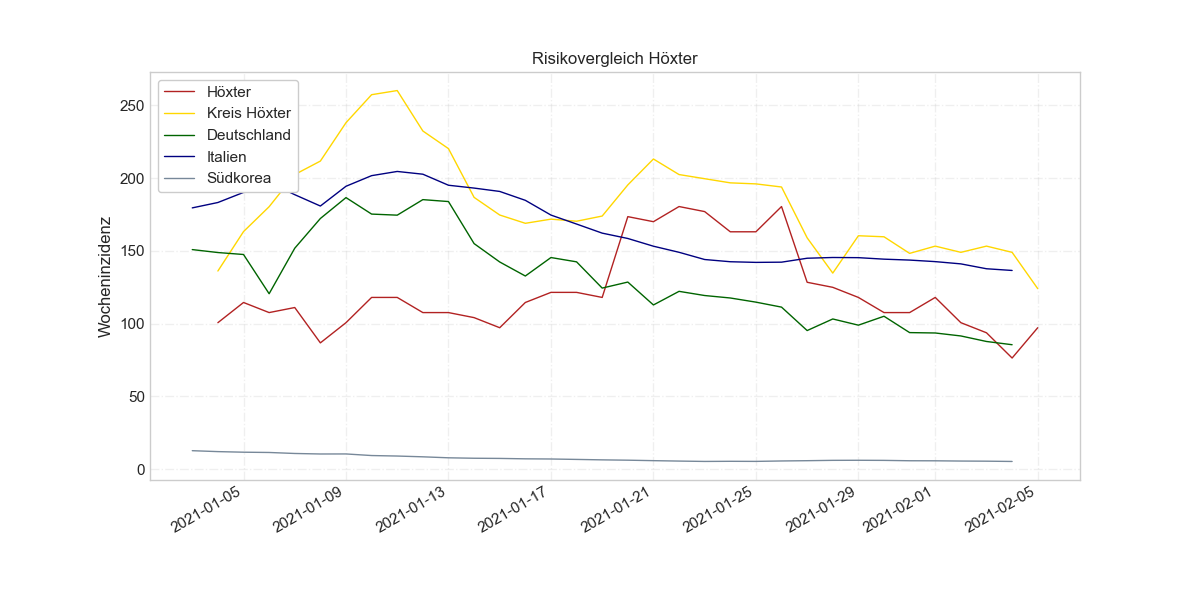 Risikovergleich Höxter
Höxter
Kreis Höxter
Deutschland
Italien
Südkorea
Wocheninzidenz
250
200
150
100
50
0
2021-01-05
2021-01-09
2021-01-13
2021-01-17
2021-01-21
2021-01-25
2021-01-29
2021-02-01
2021-02-05